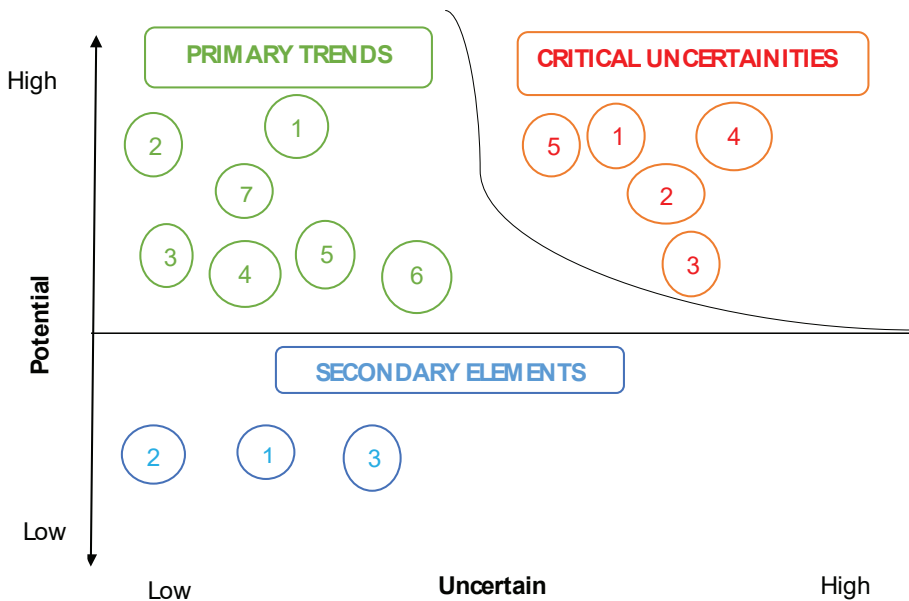 PRIMARY TRENDS
CRITICAL UNCERTAINITIES
High
1
2
7
3
4
5
6
5
1
4
2
3
Potential
SECONDARY ELEMENTS
2
1
3
Low
Low
Uncertain
High